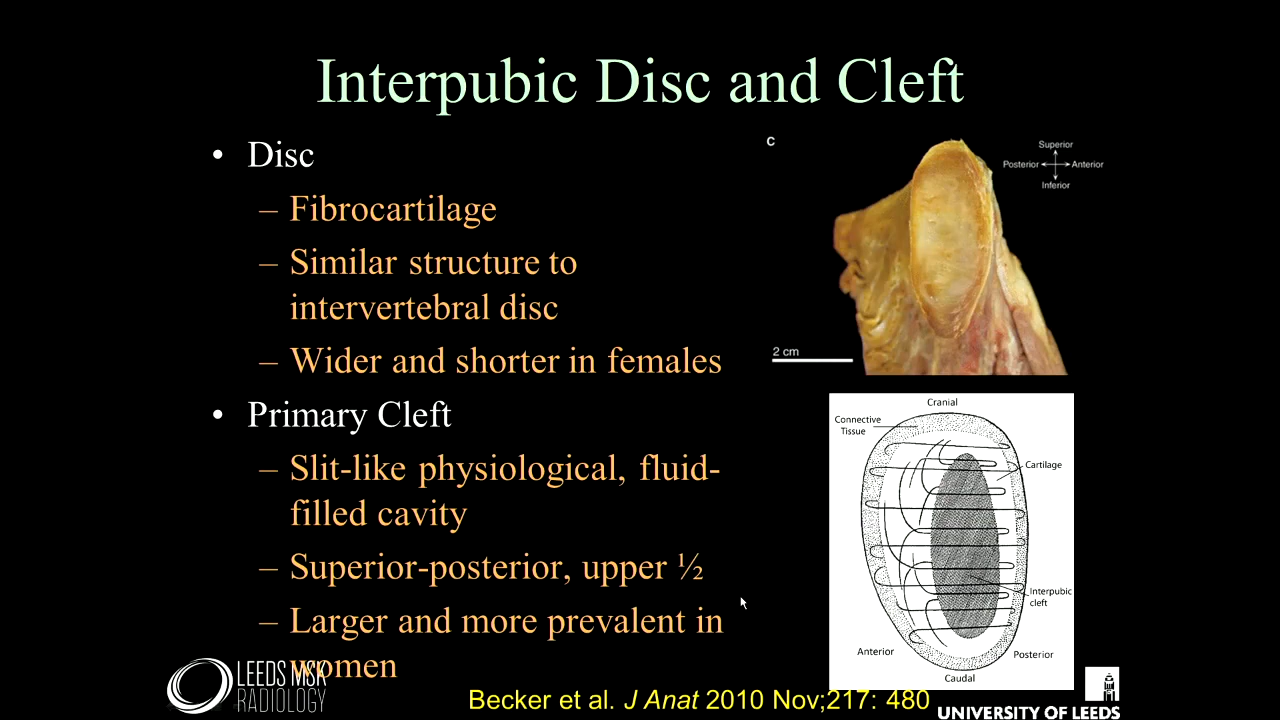 Interpubic Disc and Cleft
• Disc
– Fibrocartilage
– Similar structure to
intervertebral disc
– Wider and shorter in females
• Primary Cleft
– Slit-like physiological, fluid-
filled cavity
– Superior-posterior, upper ½
– Larger and more prevalent in
women
C
Superior
Posterior Anterior
Inferior
2 cm
Cranial
Connective
Tissue
Cartilage
Interpubic
cleft
Anterior
Posterior
Caudal
LEEDS MSK
RADIOLOGY
Becker et al. J Anat 2010 Nov;217: 480
UNIVERSITY OF LEEDS